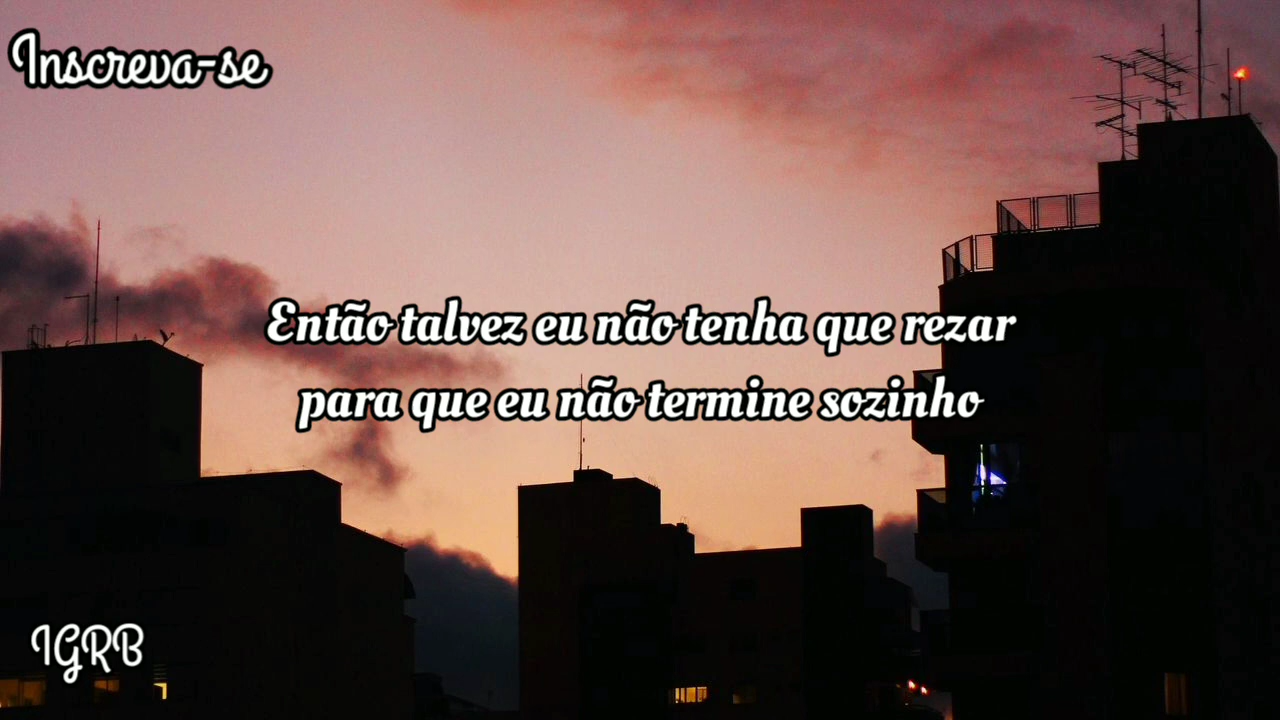 Inscreva-se
Então talvez eu não tenha que rezar
para que eu não termine sozinho
IGRB